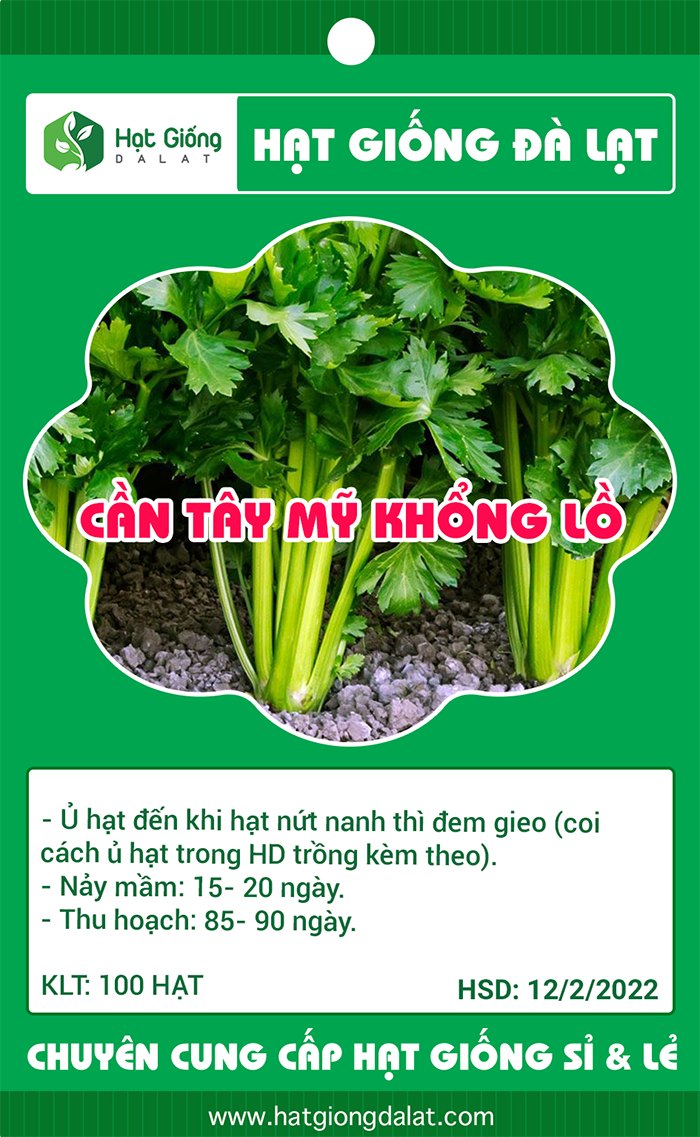 Hạt Giống
DALAT
HẠT GIỐNG ĐÀ LẠT
CẦN TÂY MỸ KHỔNG LỒ
- Ủ hạt đến khi hạt nứt nanh thì đem gieo (coi
cách ủ hạt trong HD trồng kèm theo).
- Nảy mầm: 15- 20 ngày.
- Thu hoạch: 85- 90 ngày.
KLT: 100 HẠT
HSD: 12/2/2022
CHUYÊN CUNG CẤP HẠT GIỐNG SỈ & LẺ
www.hatgiongdalat.com